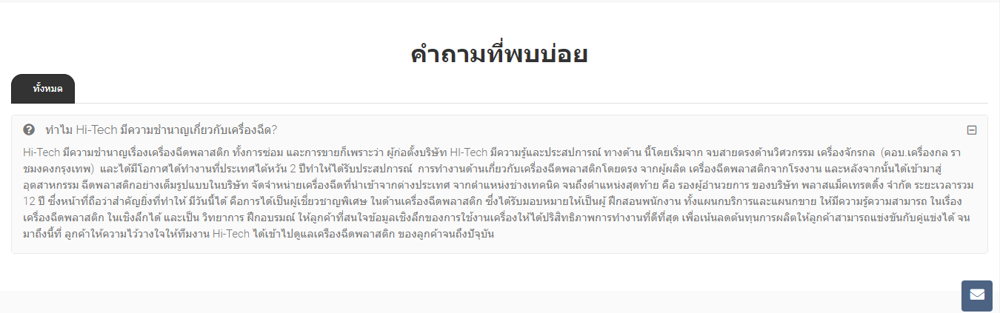 คำถามที่พบบ่อย
ทั้งหมด
ทำไม Hi-Tech มีความชำนาญเกี่ยวกับเครื่องฉีด?
Hi-Tech มีความชำนาญเรื่องเครื่องฉีดพลาสติก ทั้งการซ่อม และการขายก็เพราะว่า ผู้ก่อตั้งบริษัท HI-Tech มีความรู้และประสปการณ์ ทางด้าน นี้โดยเริ่มจาก จบสายตรงด้านวิศวกรรม เครื่องจักรกล (คอบ.เครื่องกล รา
ชมงคงกรุงเทพ) และได้มีโอกาศได้ทำงานที่ประเทศไต้หวัน 2 ปีทำให้ได้รับประสปการณ์ การทำงานด้านเกี่ยวกับเครื่องฉีดพลาสติกโดยตรง จากผู้ผลิต เครื่องฉีดพลาสติกจากโรงงาน และหลังจากนั้นได้เข้ามาสู่
อุตสาหกรรม ฉีดพลาสติกอย่างเต็มรูปแบบในบริษัท จัดจำหน่ายเครื่องฉีดที่นำเข้าจากต่างประเทศ จากตำแหน่งช่างเทคนิค จนถึงตำแหน่งสุดท้าย คือ รองผู้อำนวยการ ของบริษัท พลาสแม็คเทรดดิ้ง จำกัด ระยะเวลารวม
12 ปี ซึ่งหน้าที่ถือว่าสำคัญยิ่งที่ทำให้ มีวันนี้ได้ คือการได้เป็นผู้เชี่ยวชาญพิเศษ ในด้านเครื่องฉีดพลาสติก ซึ่งได้รับมอบหมายให้เป็นผู้ ฝึกสอนพนักงาน ทั้งแผนกบริการและแผนกขาย ให้มีความรู้ความสามารถ ในเรื่อง
เครื่องฉีดพลาสติก ในเชิงลึกได้ และเป็น วิทยาการ ฝึกอบรมณ์ ให้ลูกค้าที่สนใจข้อมูลเชิงลึกของการใช้งานเครื่องให้ได้ปริสิทธิภาพการทำงานที่ดีที่สุด เพื่อเน้นลดต้นทุนการผลิตให้ลูกค้าสามารถแข่งขันกับคู่แข่งได้ จน
มาถึงนี้ที่ ลูกค้าให้ความไว้วางใจให้ทีมงาน Hi-Tech ได้เข้าไปดูแลเครืองฉีดพลาสติก ของลูกค้าจนถึงปัจุบัน